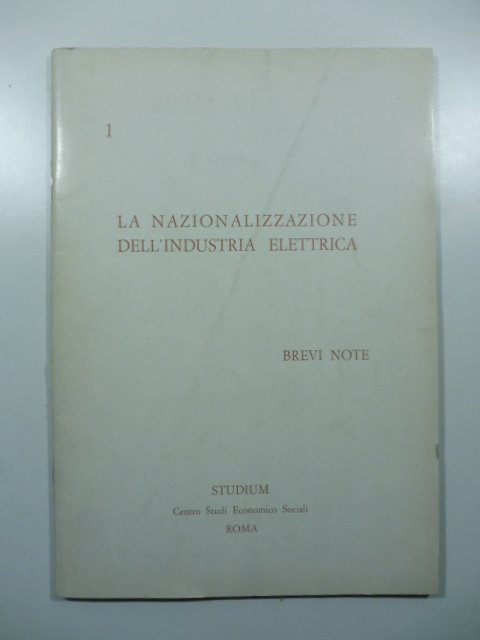 1
LA NAZIONALIZZAZIONE
DELL'INDUSTRIA ELETTRICA
BREVI NOTE
STUDIUM
Centro Studi Economico Sociali
ROMA